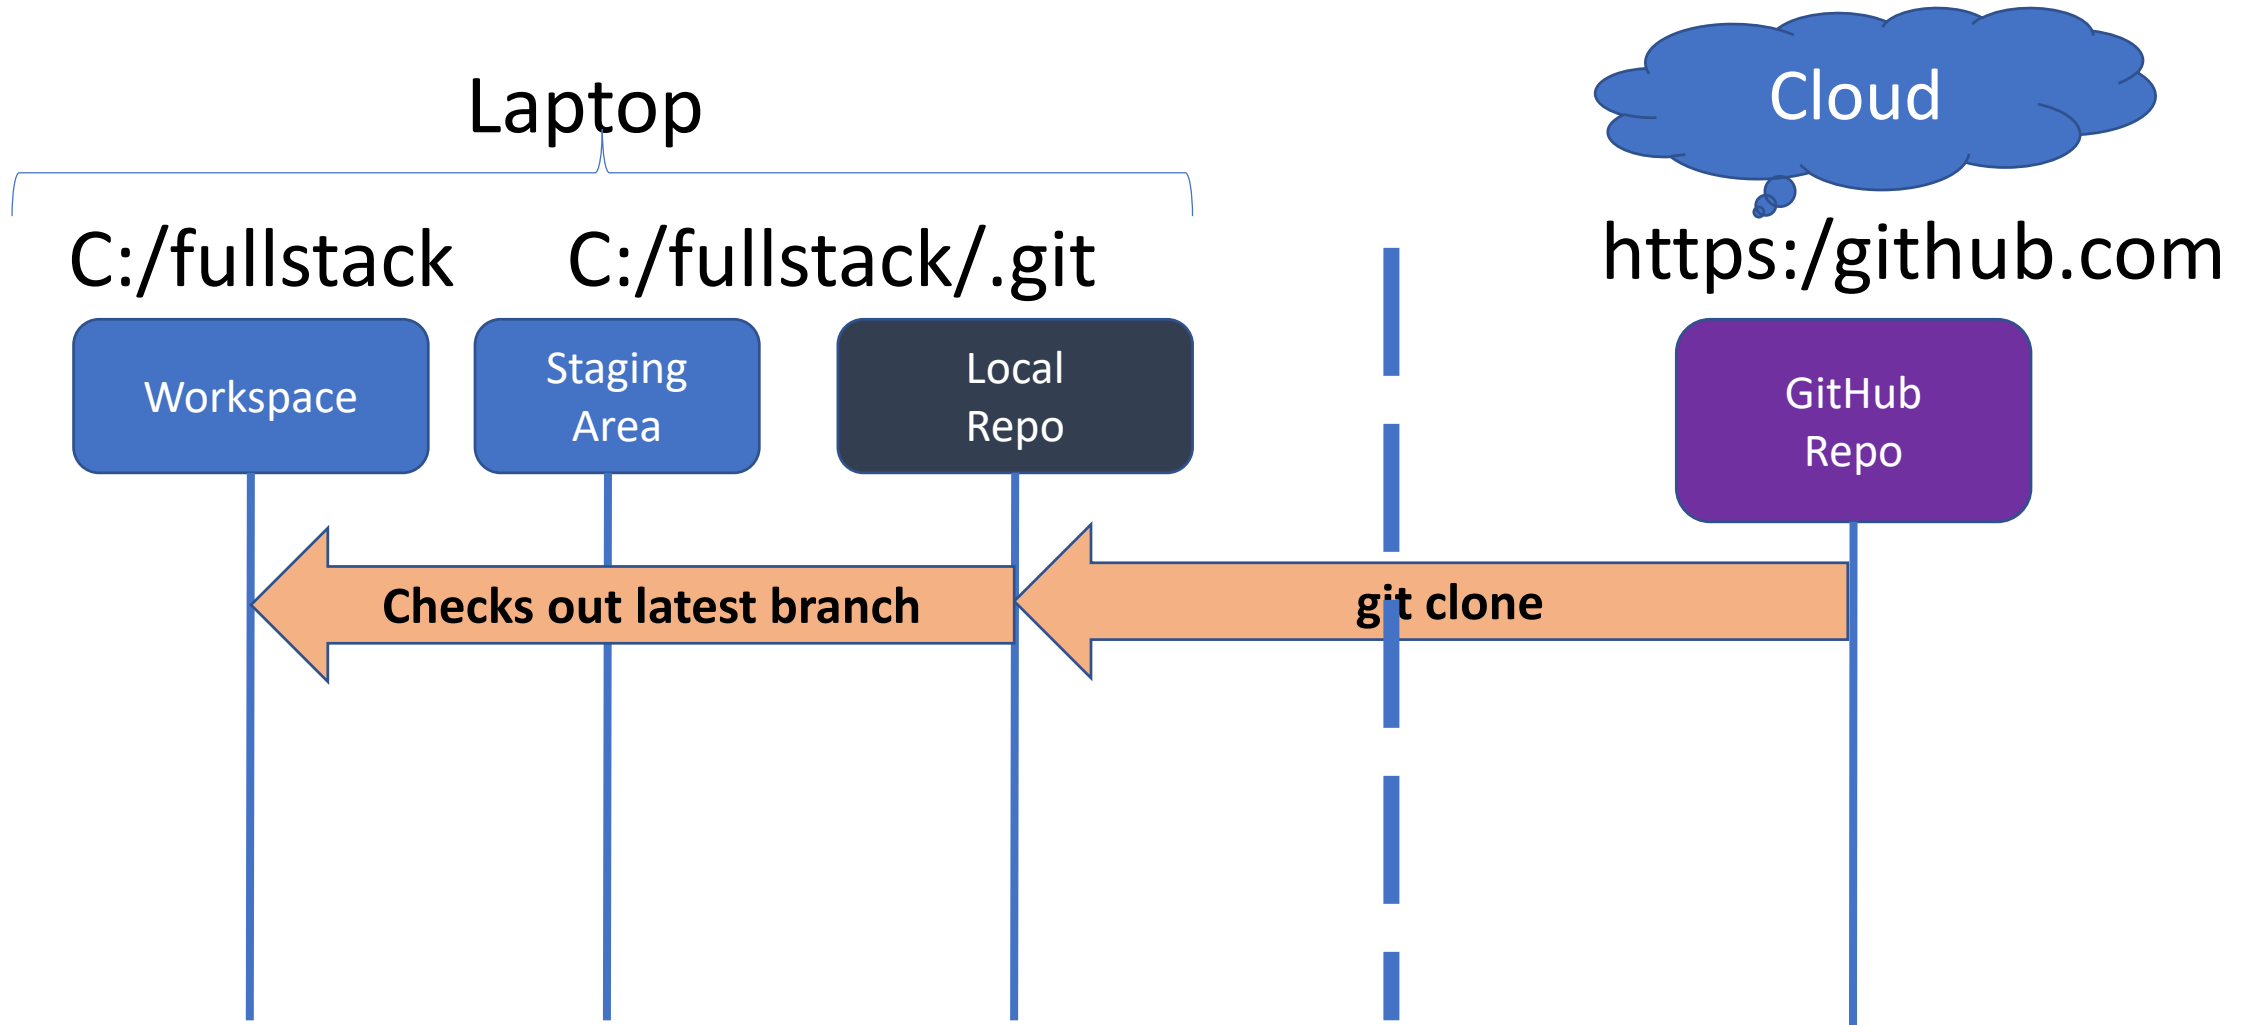 Laptop
Cloud
C:/fullstack
C:/fullstack/.git
https:/github.com
Workspace
Staging
Area
Local
Repo
GitHub
Repo
Checks out latest branch
git clone